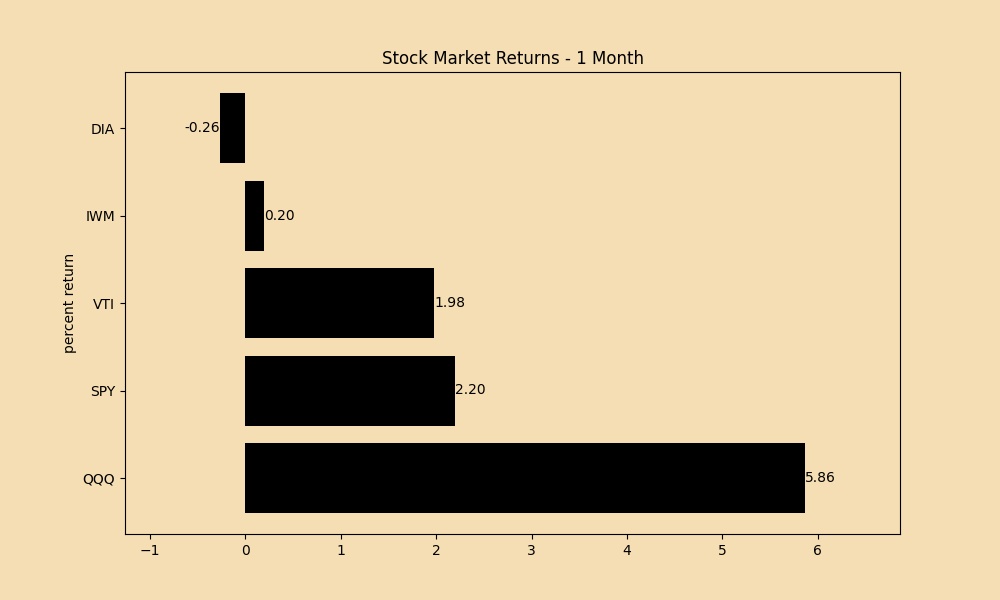 Stock Market Returns - 1 Month
percent return
DIA
-0.26
IWM
0.20
VTI
1.98
SPY
2.20
QQQ
5.86
−1 0 1 2 3 4 5 6